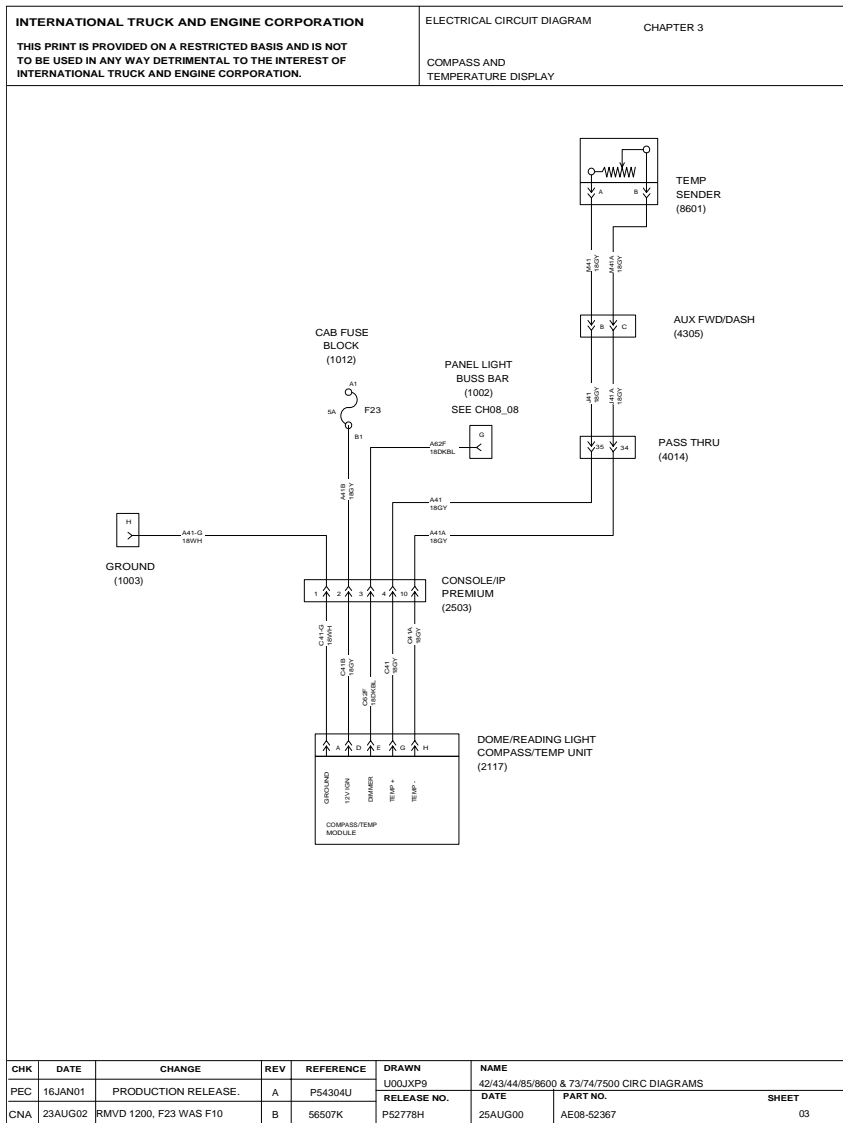 INTERNATIONAL TRUCK AND ENGINE CORPORATION
THIS PRINT IS PROVIDED ON A RESTRICTED BASIS AND IS NOT
TO BE USED IN ANY WAY DETRIMENTAL TO THE INTEREST OF
INTERNATIONAL TRUCK AND ENGINE CORPORATION.
ELECTRICAL CIRCUIT DIAGRAM
CHAPTER 3
COMPASS AND
TEMPERATURE DISPLAY
TEMP
SENDER
(8601)
A B
M41
18GY
M41A
18GY
AUX FWD/DASH
(4305)
B C
J41
18GY
J41A
18GY
PASS THRU
(4014)
35 34
CAB FUSE
BLOCK
(1012)
A1
5A
F23
B1
PANEL LIGHT
BUSS BAR
(1002)
SEE CH08_08
G
A62F
18DKBL
A41B
18GY
A41
18GY
A41A
18GY
H
A41-G
18WH
GROUND
(1003)
CONSOLE/IP
PREMIUM
(2503)
1 2 3 4 10
C41-G
18WH
C41B
18GY
C62F
18DKBL
C41
18GY
C41A
18GY
DOME/READING LIGHT
COMPASS/TEMP UNIT
(2117)
A D E G H
GROUND
12V IGN
DIMMER
TEMP +
TEMP -
COMPASS/TEMP
MODULE
CHK DATE CHANGE REV REFERENCE DRAWN NAME
U00JXP9 42/43/44/85/8600 & 73/74/7500 CIRC DIAGRAMS
PEC 16JAN01 PRODUCTION RELEASE. A P54304U RELEASE NO. DATE PART NO. SHEET
CNA 23AUG02 RMVD 1200, F23 WAS F10 B 56507K P52778H 25AUG00 AE08-52367 03